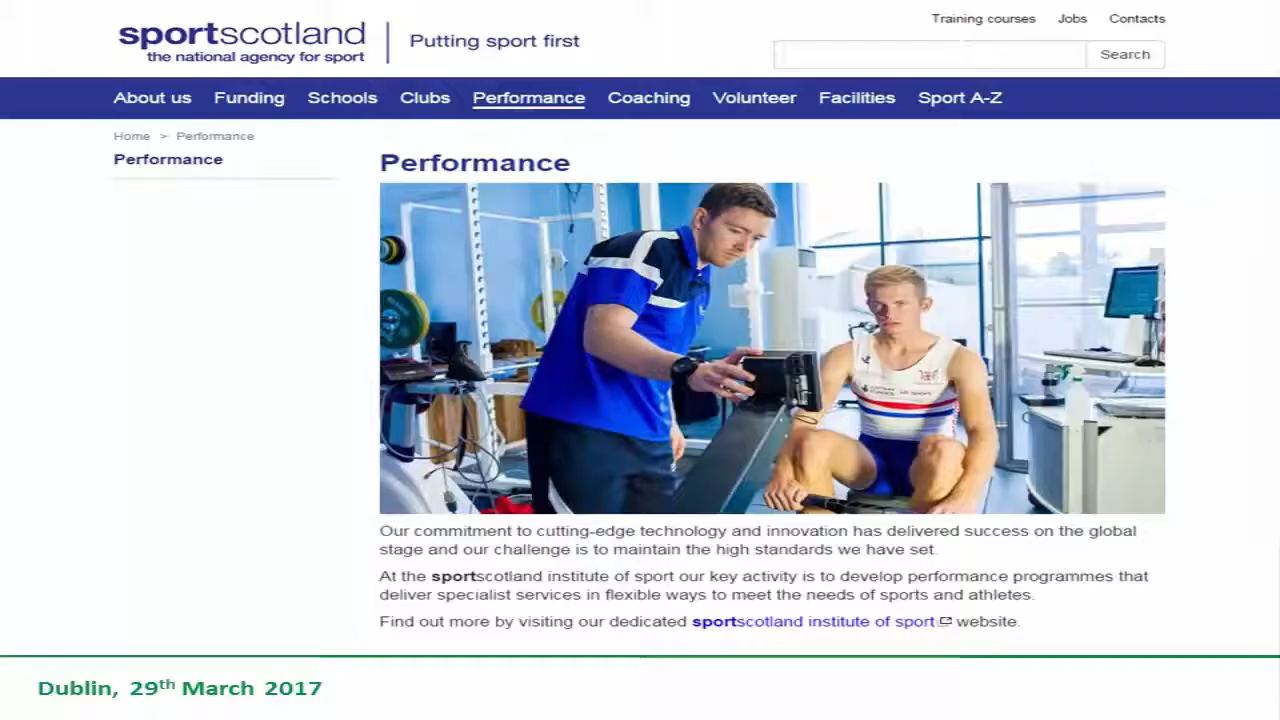 sportscotland
the national agency for sport
Putting sport first
Training courses Jobs Contacts
Search
About us Funding Schools Clubs Performance Coaching Volunteer Facilities Sport A-Z
Home > Performance
Performance
Performance
Our commitment to cutting-edge technology and innovation has delivered success on the global
stage and our challenge is to maintain the high standards we have set.
At the sportscotland institute of sport our key activity is to develop performance programmes that
deliver specialist services in flexible ways to meet the needs of sports and athletes.
Find out more by visiting our dedicated sportscotland institute of sport website.
Dublin, 29th March 2017